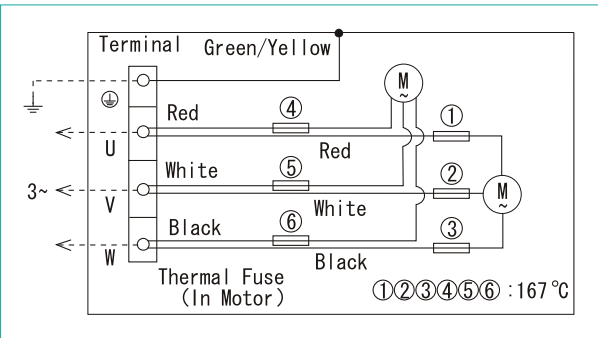 Terminal
Green/Yellow
M
~
Red
④
①
U
Red
White
⑤
②
3~
V
White
M
~
Black
⑥
③
W
Black
Thermal Fuse
(In Motor)
①②③④⑤⑥ :167℃